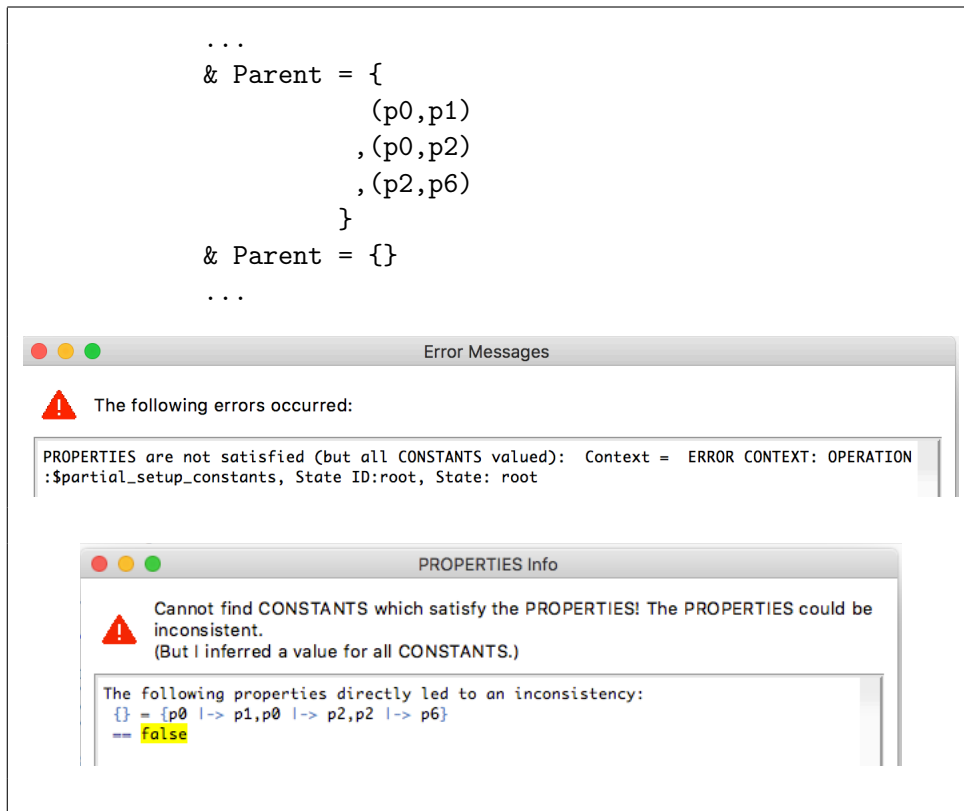 ...
& Parent = {
(p0,p1)
,(p0,p2)
,(p2,p6)
}
& Parent = {}
...
Error Messages
The following errors occurred:
PROPERTIES are not satisfied (but all CONSTANTS valued):  Context =  ERROR CONTEXT: OPERATION
:$partial_setup_constants, State ID:root, State: root
PROPERTIES Info
Cannot find CONSTANTS which satisfy the PROPERTIES! The PROPERTIES could be
inconsistent.
(But I inferred a value for all CONSTANTS.)
The following properties directly led to an inconsistency:
{} = {p0 |-> p1,p0 |-> p2,p2 |-> p6}
== false